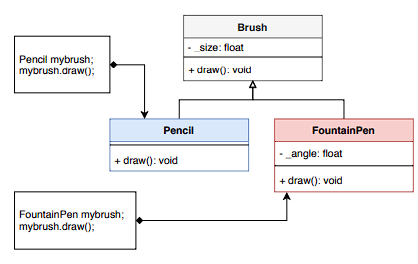 Brush
- _size: float
+ draw(): void
Pencil mybrush;
mybrush.draw();
Pencil
+ draw(): void
FountainPen
- _angle: float
+ draw(): void
FountainPen mybrush;
mybrush.draw();